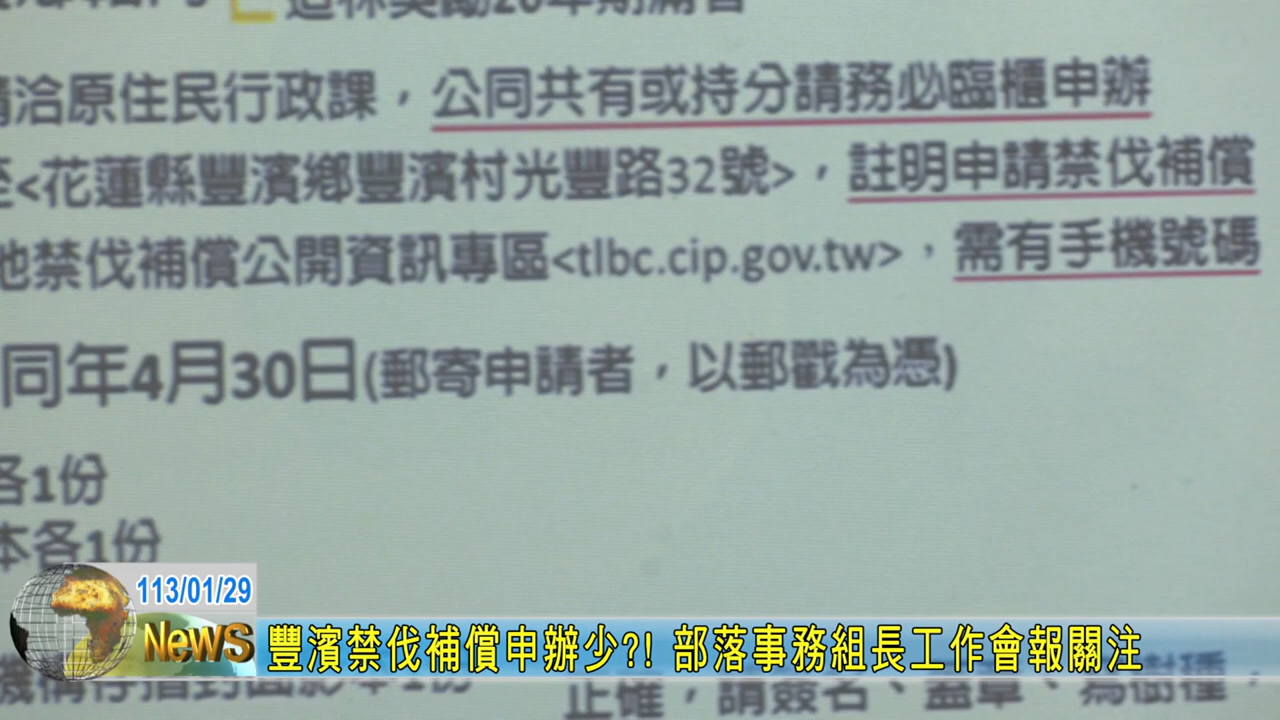 造林獎勵20年期滿者
請洽原住民行政課，公同共有或持分請務必臨櫃申辦
至<花蓮縣豐濱鄉豐濱村光豐路32號>，註明申請禁伐補償
地禁伐補償公開資訊專區<tlbc.cip.gov.tw>，需有手機號碼
同年4月30日(郵寄申請者，以郵戳為憑)
各1份
本各1份
113/01/29
News
豐濱禁伐補償申辦少?! 部落事務組長工作會報關注
正確，請簽名、蓋章、為樹種，